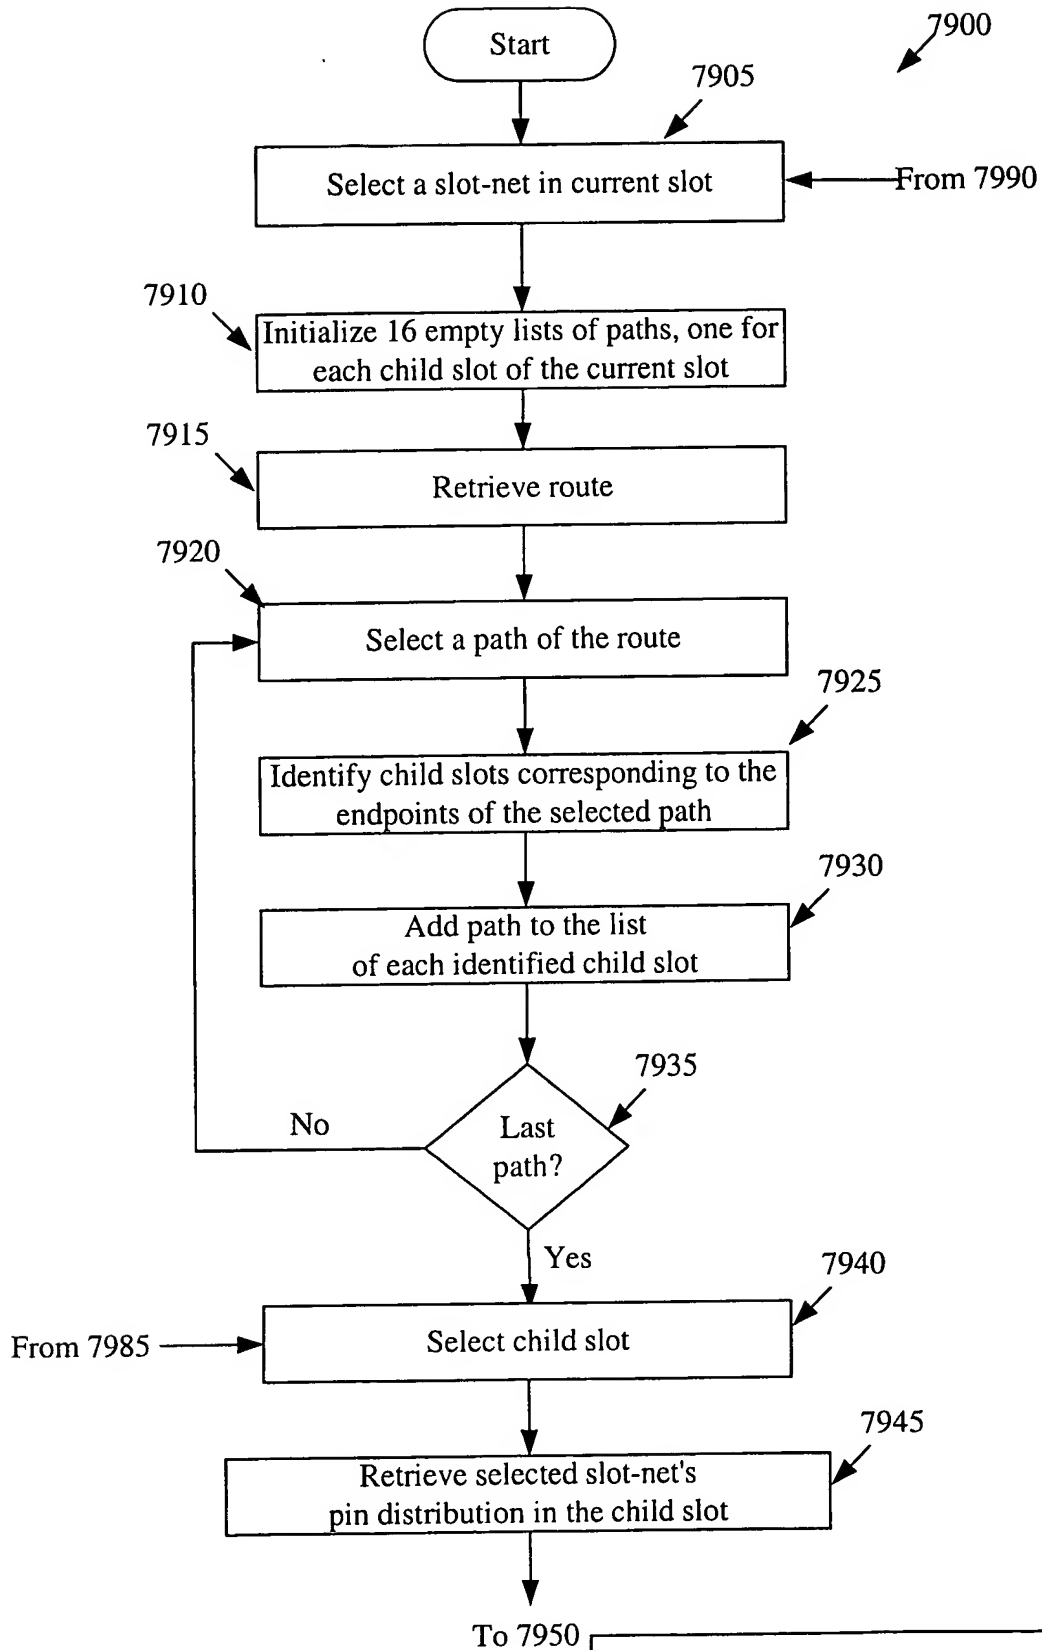 Start
7900
7905
Select a slot-net in current slot
From 7990
7910
Initialize 16 empty lists of paths, one for
each child slot of the current slot
7915
Retrieve route
7920
Select a path of the route
7925
Identify child slots corresponding to the
endpoints of the selected path
7930
Add path to the list
of each identified child slot
7935
Last
path?
No
Yes
7940
From 7985
Select child slot
7945
Retrieve selected slot-net's
pin distribution in the child slot
To 7950